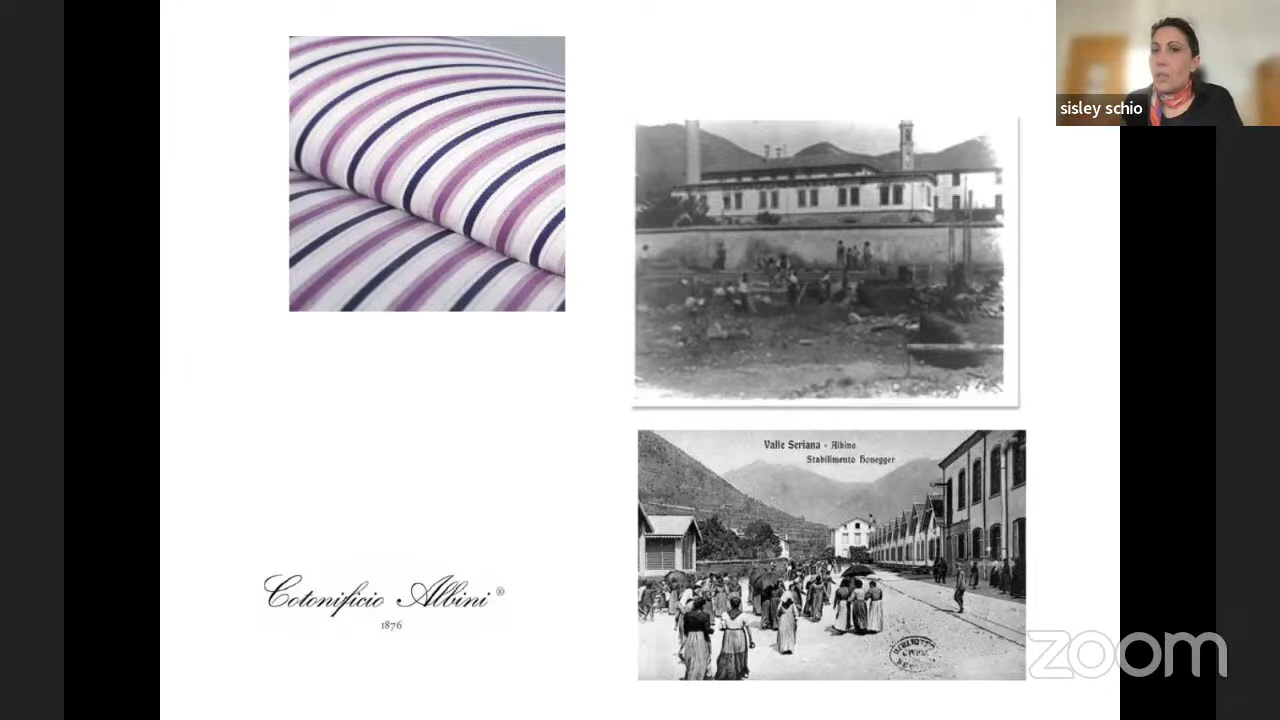 sisley schio
Valle Seriana - Albino
Stabilimento Honegger
Cotonificio Albini ®
1876
zoom